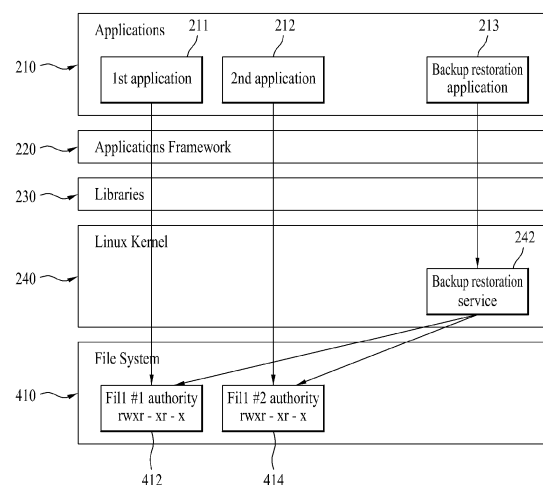 Applications
211
212
213
210
1st application
2nd application
Backup restoration
application
220
Applications Framework
230
Libraries
Linux Kernel
242
240
Backup restoration
service
File System
410
Fil1 #1 authority
rwxr - xr - x
Fil1 #2 authority
rwxr - xr - x
412
414